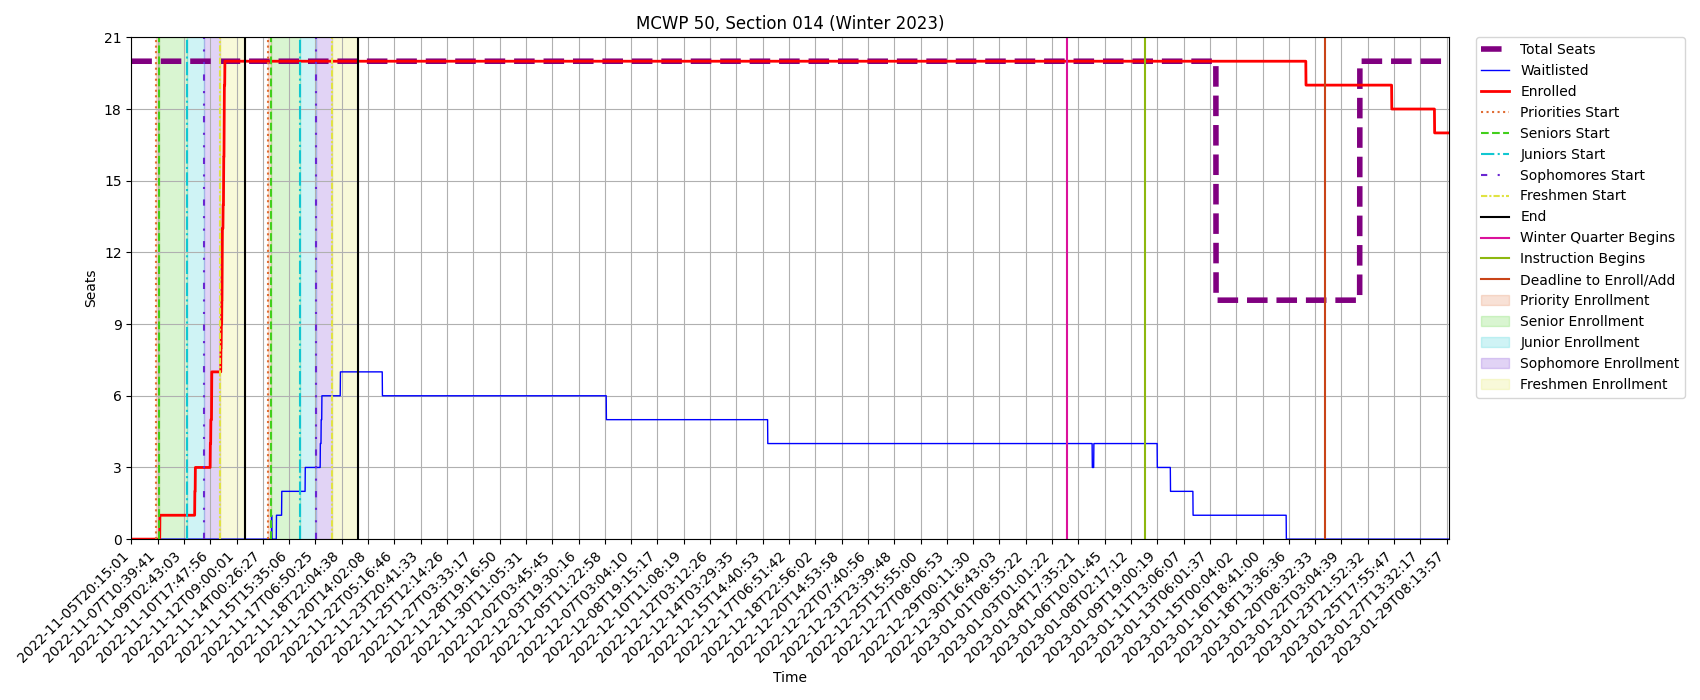 MCWP 50, Section 014 (Winter 2023)
21
18
15
12
9
6
3
0
Seats
2022-11-05T20:15:01
2022-11-07T10:39:41
2022-11-09T02:43:03
2022-11-10T17:47:56
2022-11-12T09:00:01
2022-11-14T00:26:27
2022-11-15T15:35:06
2022-11-17T06:50:25
2022-11-18T22:04:38
2022-11-20T14:02:08
2022-11-22T05:16:46
2022-11-23T20:41:33
2022-11-25T12:14:26
2022-11-27T03:33:17
2022-11-28T19:16:50
2022-11-30T11:05:31
2022-12-02T03:45:45
2022-12-03T19:30:16
2022-12-05T11:22:58
2022-12-07T03:04:10
2022-12-08T19:15:17
2022-12-10T11:08:19
2022-12-12T03:12:26
2022-12-14T03:29:35
2022-12-15T14:40:53
2022-12-17T06:51:42
2022-12-18T22:56:02
2022-12-20T14:53:58
2022-12-22T07:40:56
2022-12-23T23:39:48
2022-12-25T15:55:00
2022-12-27T08:06:53
2022-12-29T00:11:30
2022-12-30T16:43:03
2023-01-01T08:55:22
2023-01-03T01:01:22
2023-01-04T17:35:21
2023-01-06T10:01:45
2023-01-08T02:17:12
2023-01-09T19:00:19
2023-01-11T13:06:07
2023-01-13T06:01:37
2023-01-15T00:04:02
2023-01-16T18:41:00
2023-01-18T13:36:36
2023-01-20T08:32:33
2023-01-22T03:04:39
2023-01-23T21:52:32
2023-01-25T17:55:47
2023-01-27T13:32:17
2023-01-29T08:13:57
Time
Total Seats
Waitlisted
Enrolled
Priorities Start
Seniors Start
Juniors Start
Sophomores Start
Freshmen Start
End
Winter Quarter Begins
Instruction Begins
Deadline to Enroll/Add
Priority Enrollment
Senior Enrollment
Junior Enrollment
Sophomore Enrollment
Freshmen Enrollment